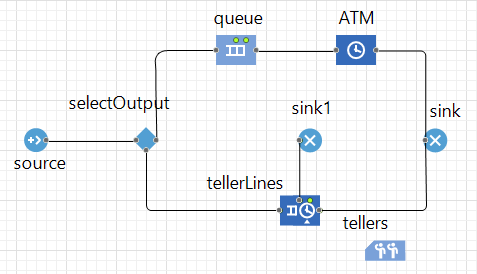 queue
ATM
selectOutput
sink1
sink
source
tellerLines
tellers